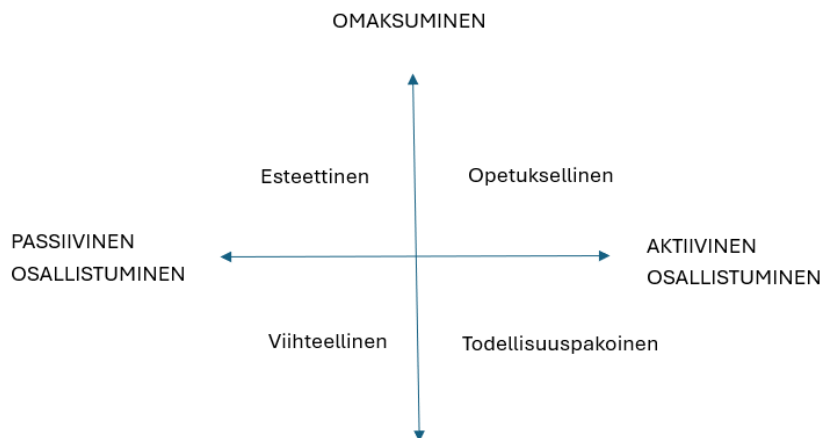 OMAKSUMINEN
Esteettinen
Opetuksellinen
PASSIIVINEN
OSALLISTUMINEN
AKTIIVINEN
OSALLISTUMINEN
Viihteellinen
Todellisuuspakoinen